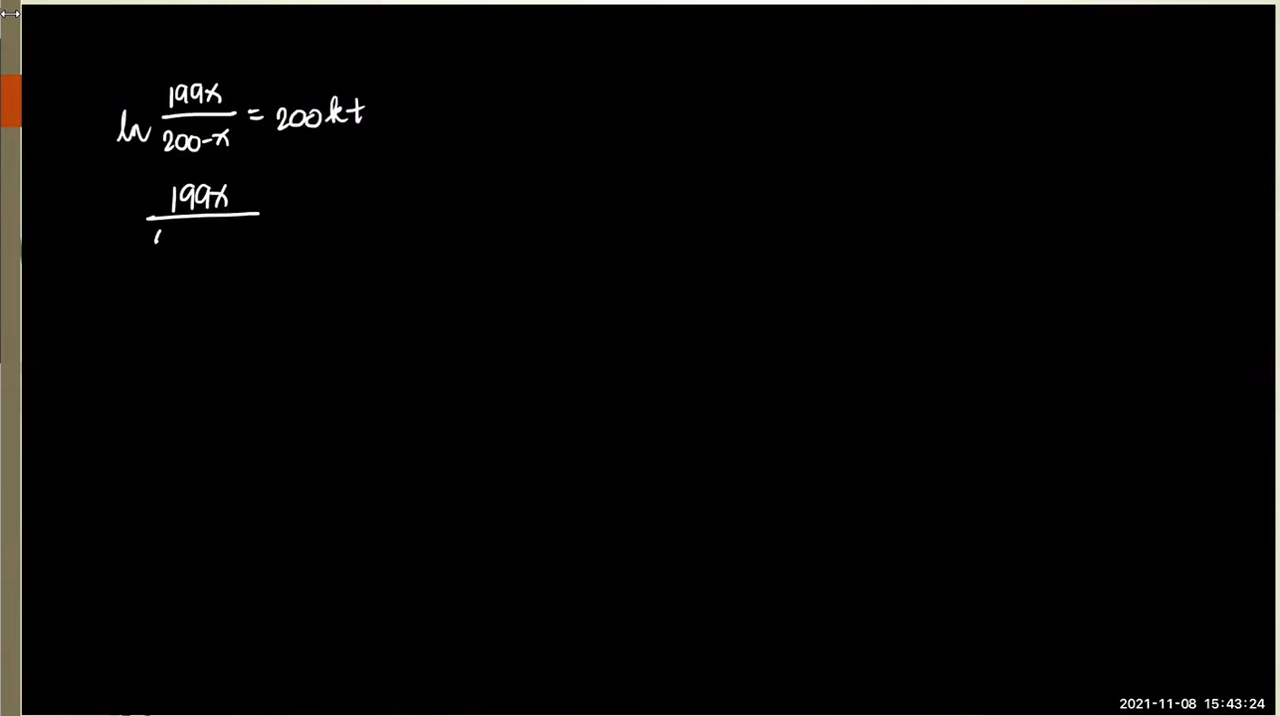 ln 199x/200-x = 200kt
199x
2021-11-08 15:43:24